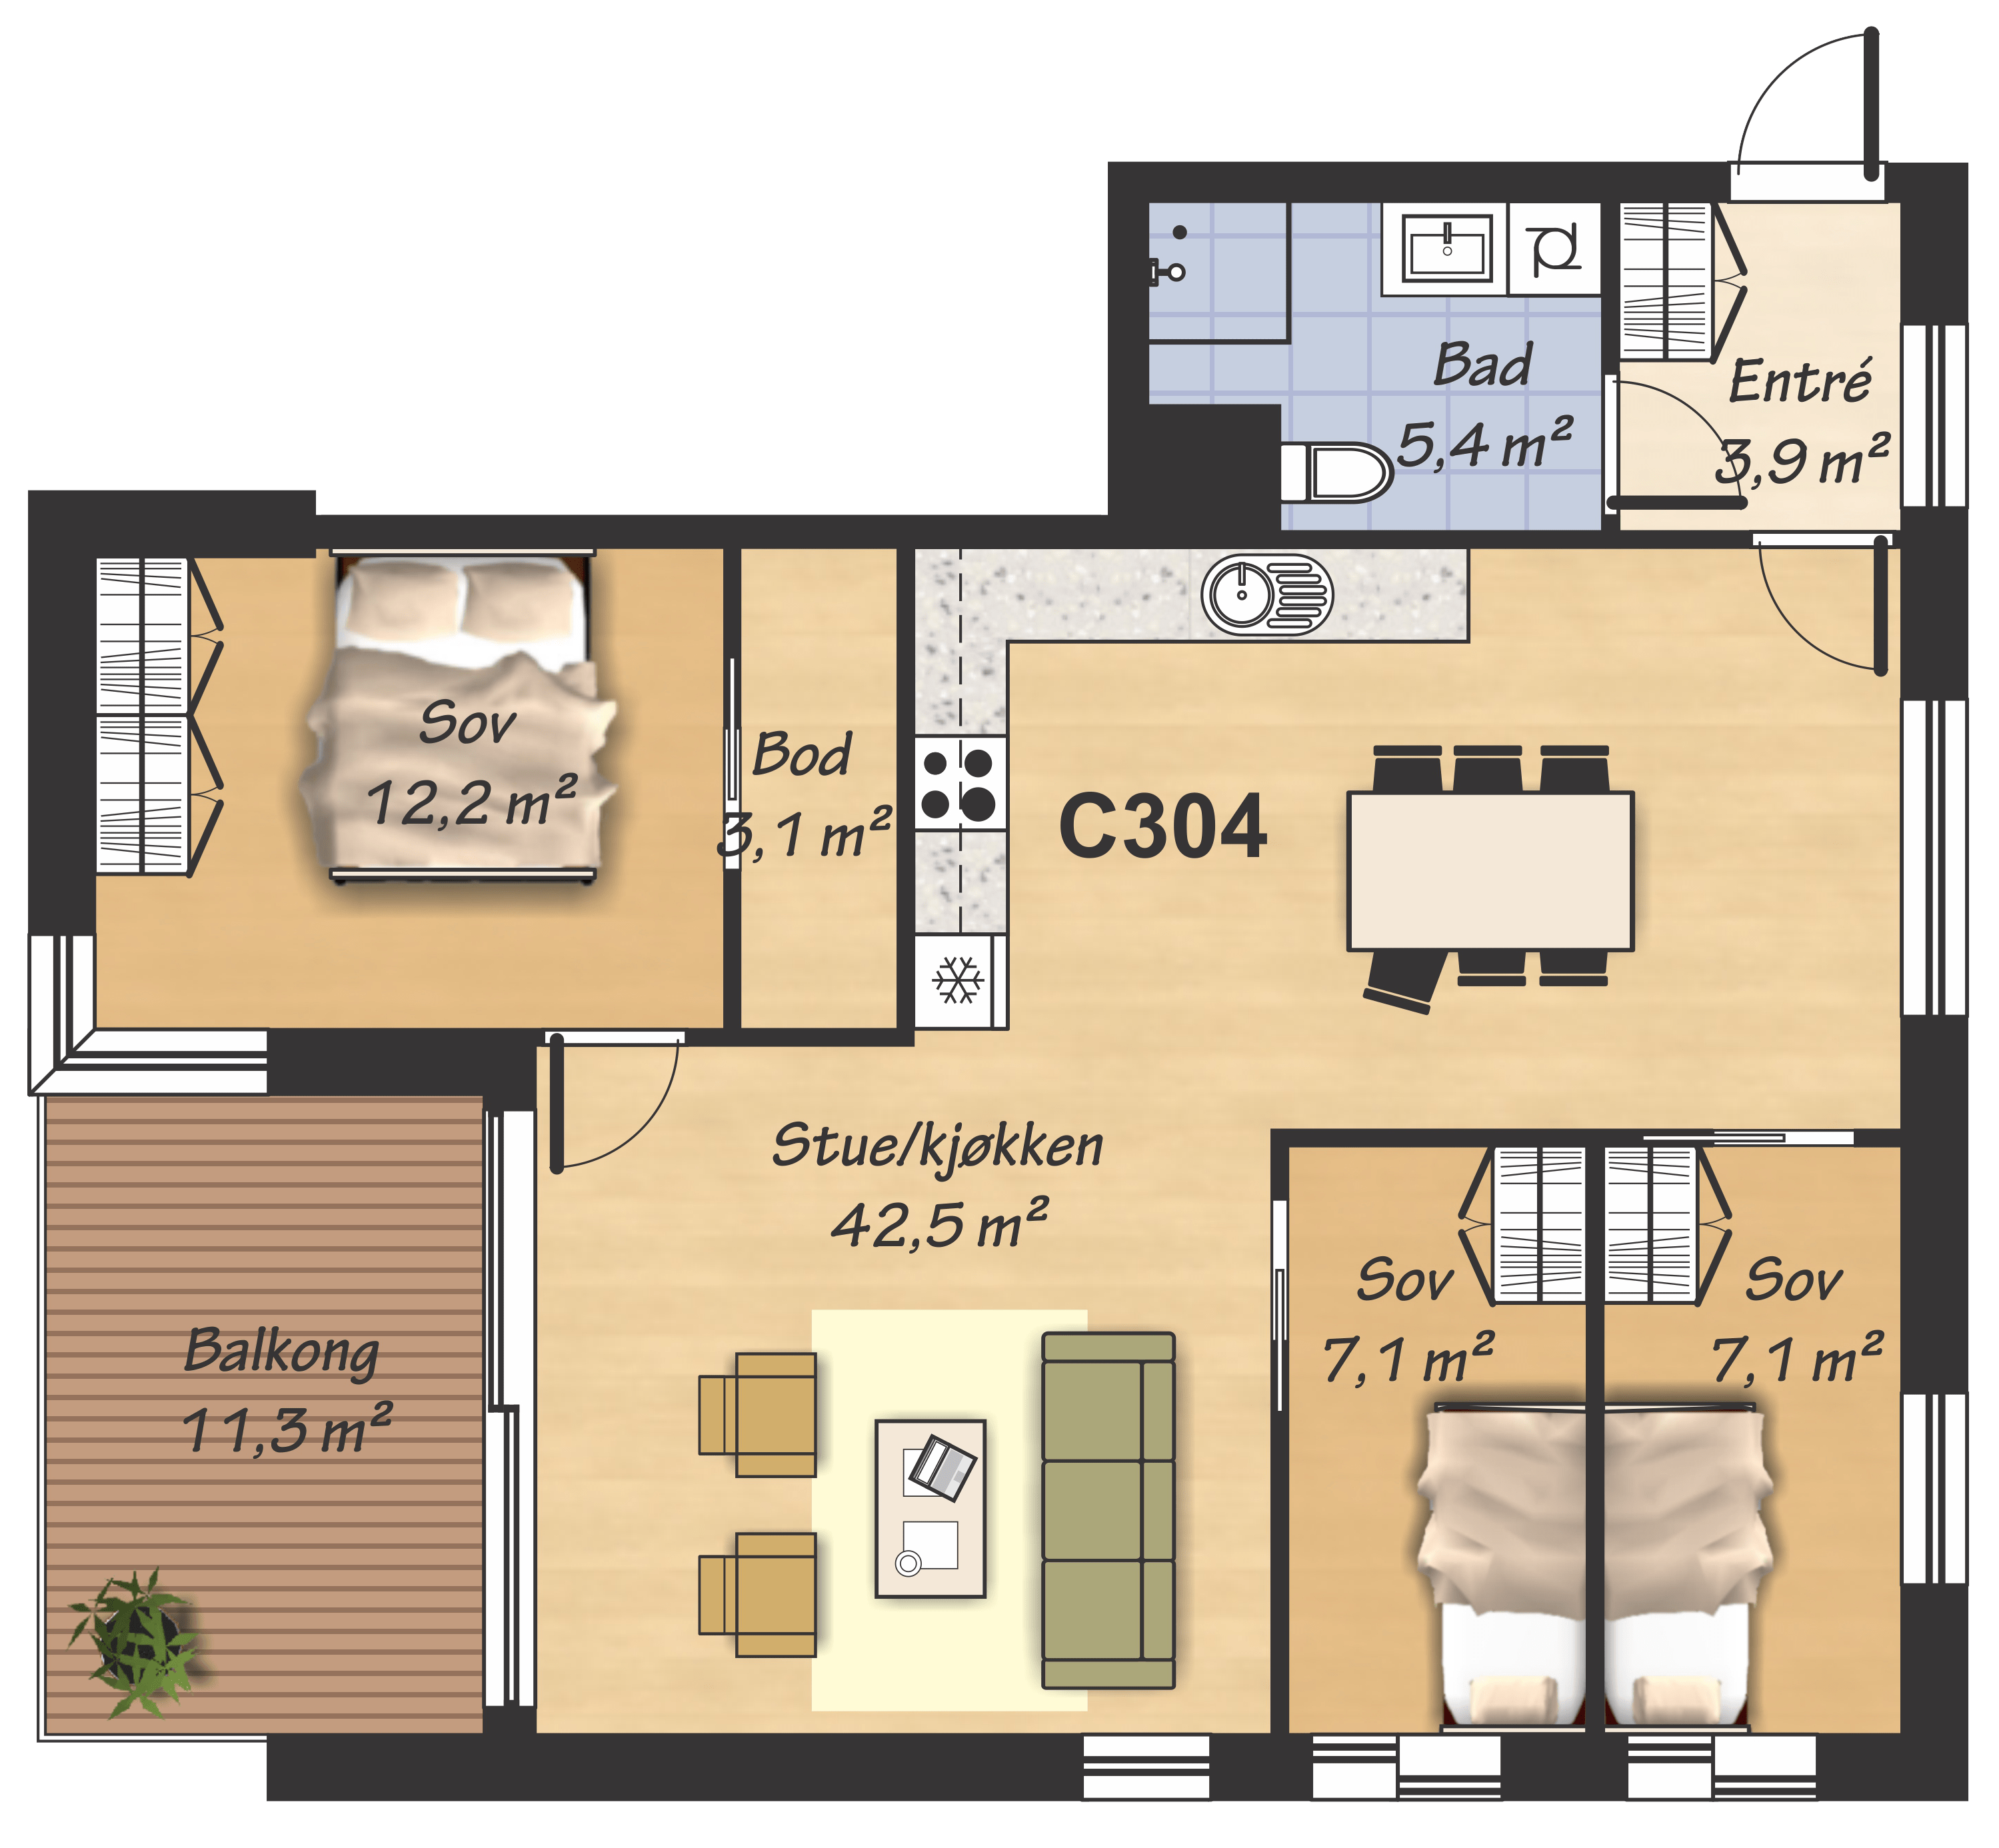 Bad
5,4 m²
Entré
3,9 m²
Sov
12,2 m²
Bod
3,1 m²
C304
Stue/kjøkken
42,5 m²
Sov
7,1 m²
Sov
7,1 m²
Balkong
11,3 m²